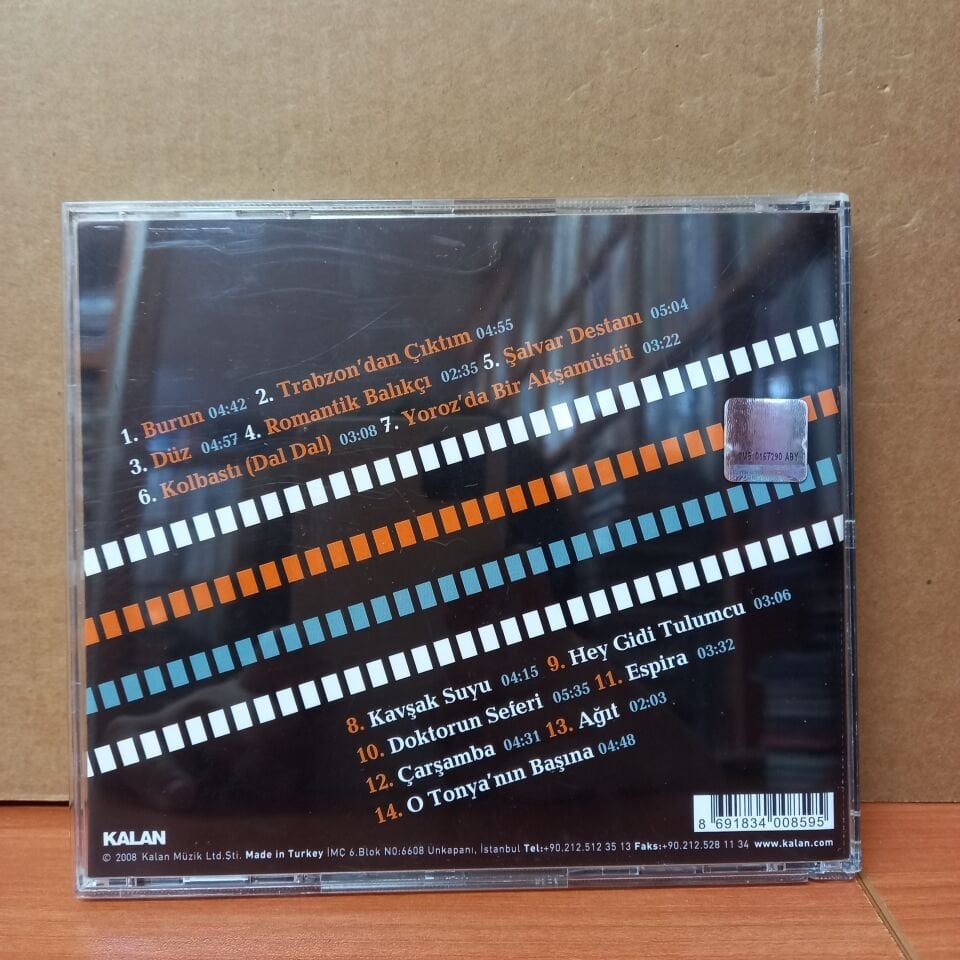 1. Burun 04:42 2. Trabzon'dan Çıktım 04:55
3. Düz 04:57 4. Romantik Balıkçı 02:35 5. Şalvar Destanı 05:04
6. Kolbastı (Dal Dal) 03:08 7. Yoroz'da Bir Akşamüstü 03:22
8. Kavşak Suyu 04:15 9. Hey Gidi Tulumcu 03:06
10. Doktorun Seferi 05:35 11. Espira 03:32
12. Çarşamba 04:31 13. Ağıt 02:03
14. O Tonya'nın Başına 04:48
8 691834 008595
KALAN
© 2008 Kalan Müzik Ltd.Şti. Made in Turkey İMÇ 6.Blok NO:6608 Unkapanı, İstanbul Tel:+90.212.512 35 13 Faks:+90.212.528 11 34 www.kalan.com